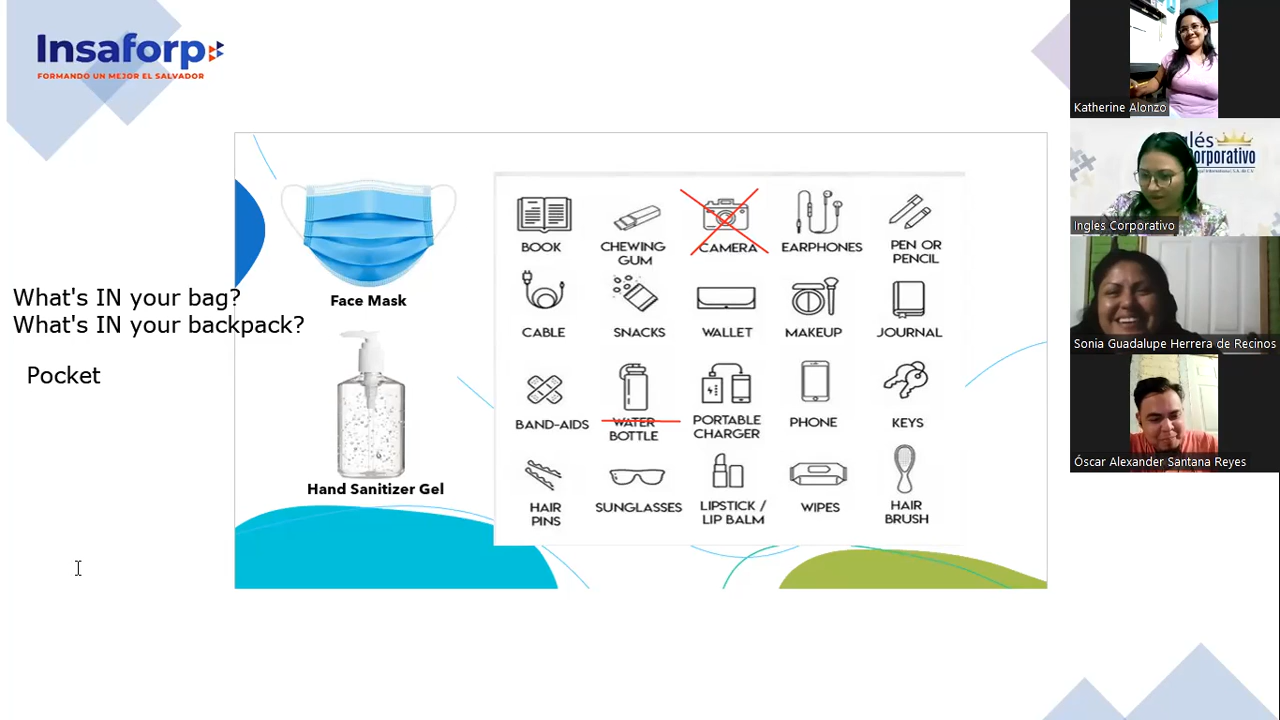 Insaforp
FORMANDO UN MEJOR EL SALVADOR
What's IN your bag?
What's IN your backpack?
Pocket
Face Mask
Hand Sanitizer Gel
BOOK
CHEWING
GUM
CAMERA
EARPHONES
PEN OR
PENCIL
CABLE
SNACKS
WALLET
MAKEUP
JOURNAL
BAND-AIDS
WATER
BOTTLE
PORTABLE
CHARGER
PHONE
KEYS
HAIR
PINS
SUNGLASSES
LIPSTICK /
LIP BALM
WIPES
HAIR
BRUSH
Katherine Alonzo
Ingles Corporativo
Sonia Guadalupe Herrera de Recinos
Óscar Alexander Santana Reyes